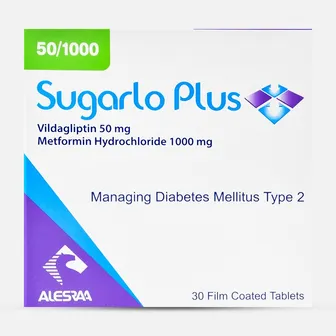 50/1000
Sugarlo Plus
Vildagliptin 50 mg
Metformin Hydrochloride 1000 mg
Managing Diabetes Mellitus Type 2
ALESRAA
30 Film Coated Tablets